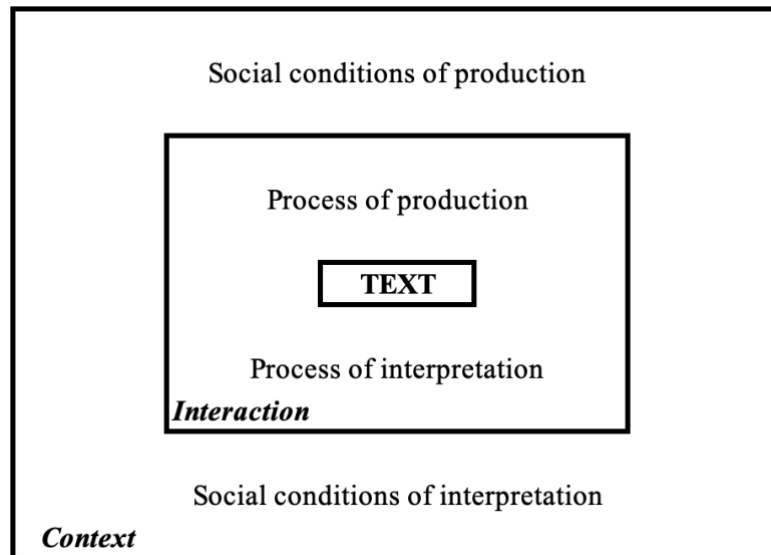 Social conditions of production
Process of production
TEXT
Process of interpretation
Interaction
Social conditions of interpretation
Context